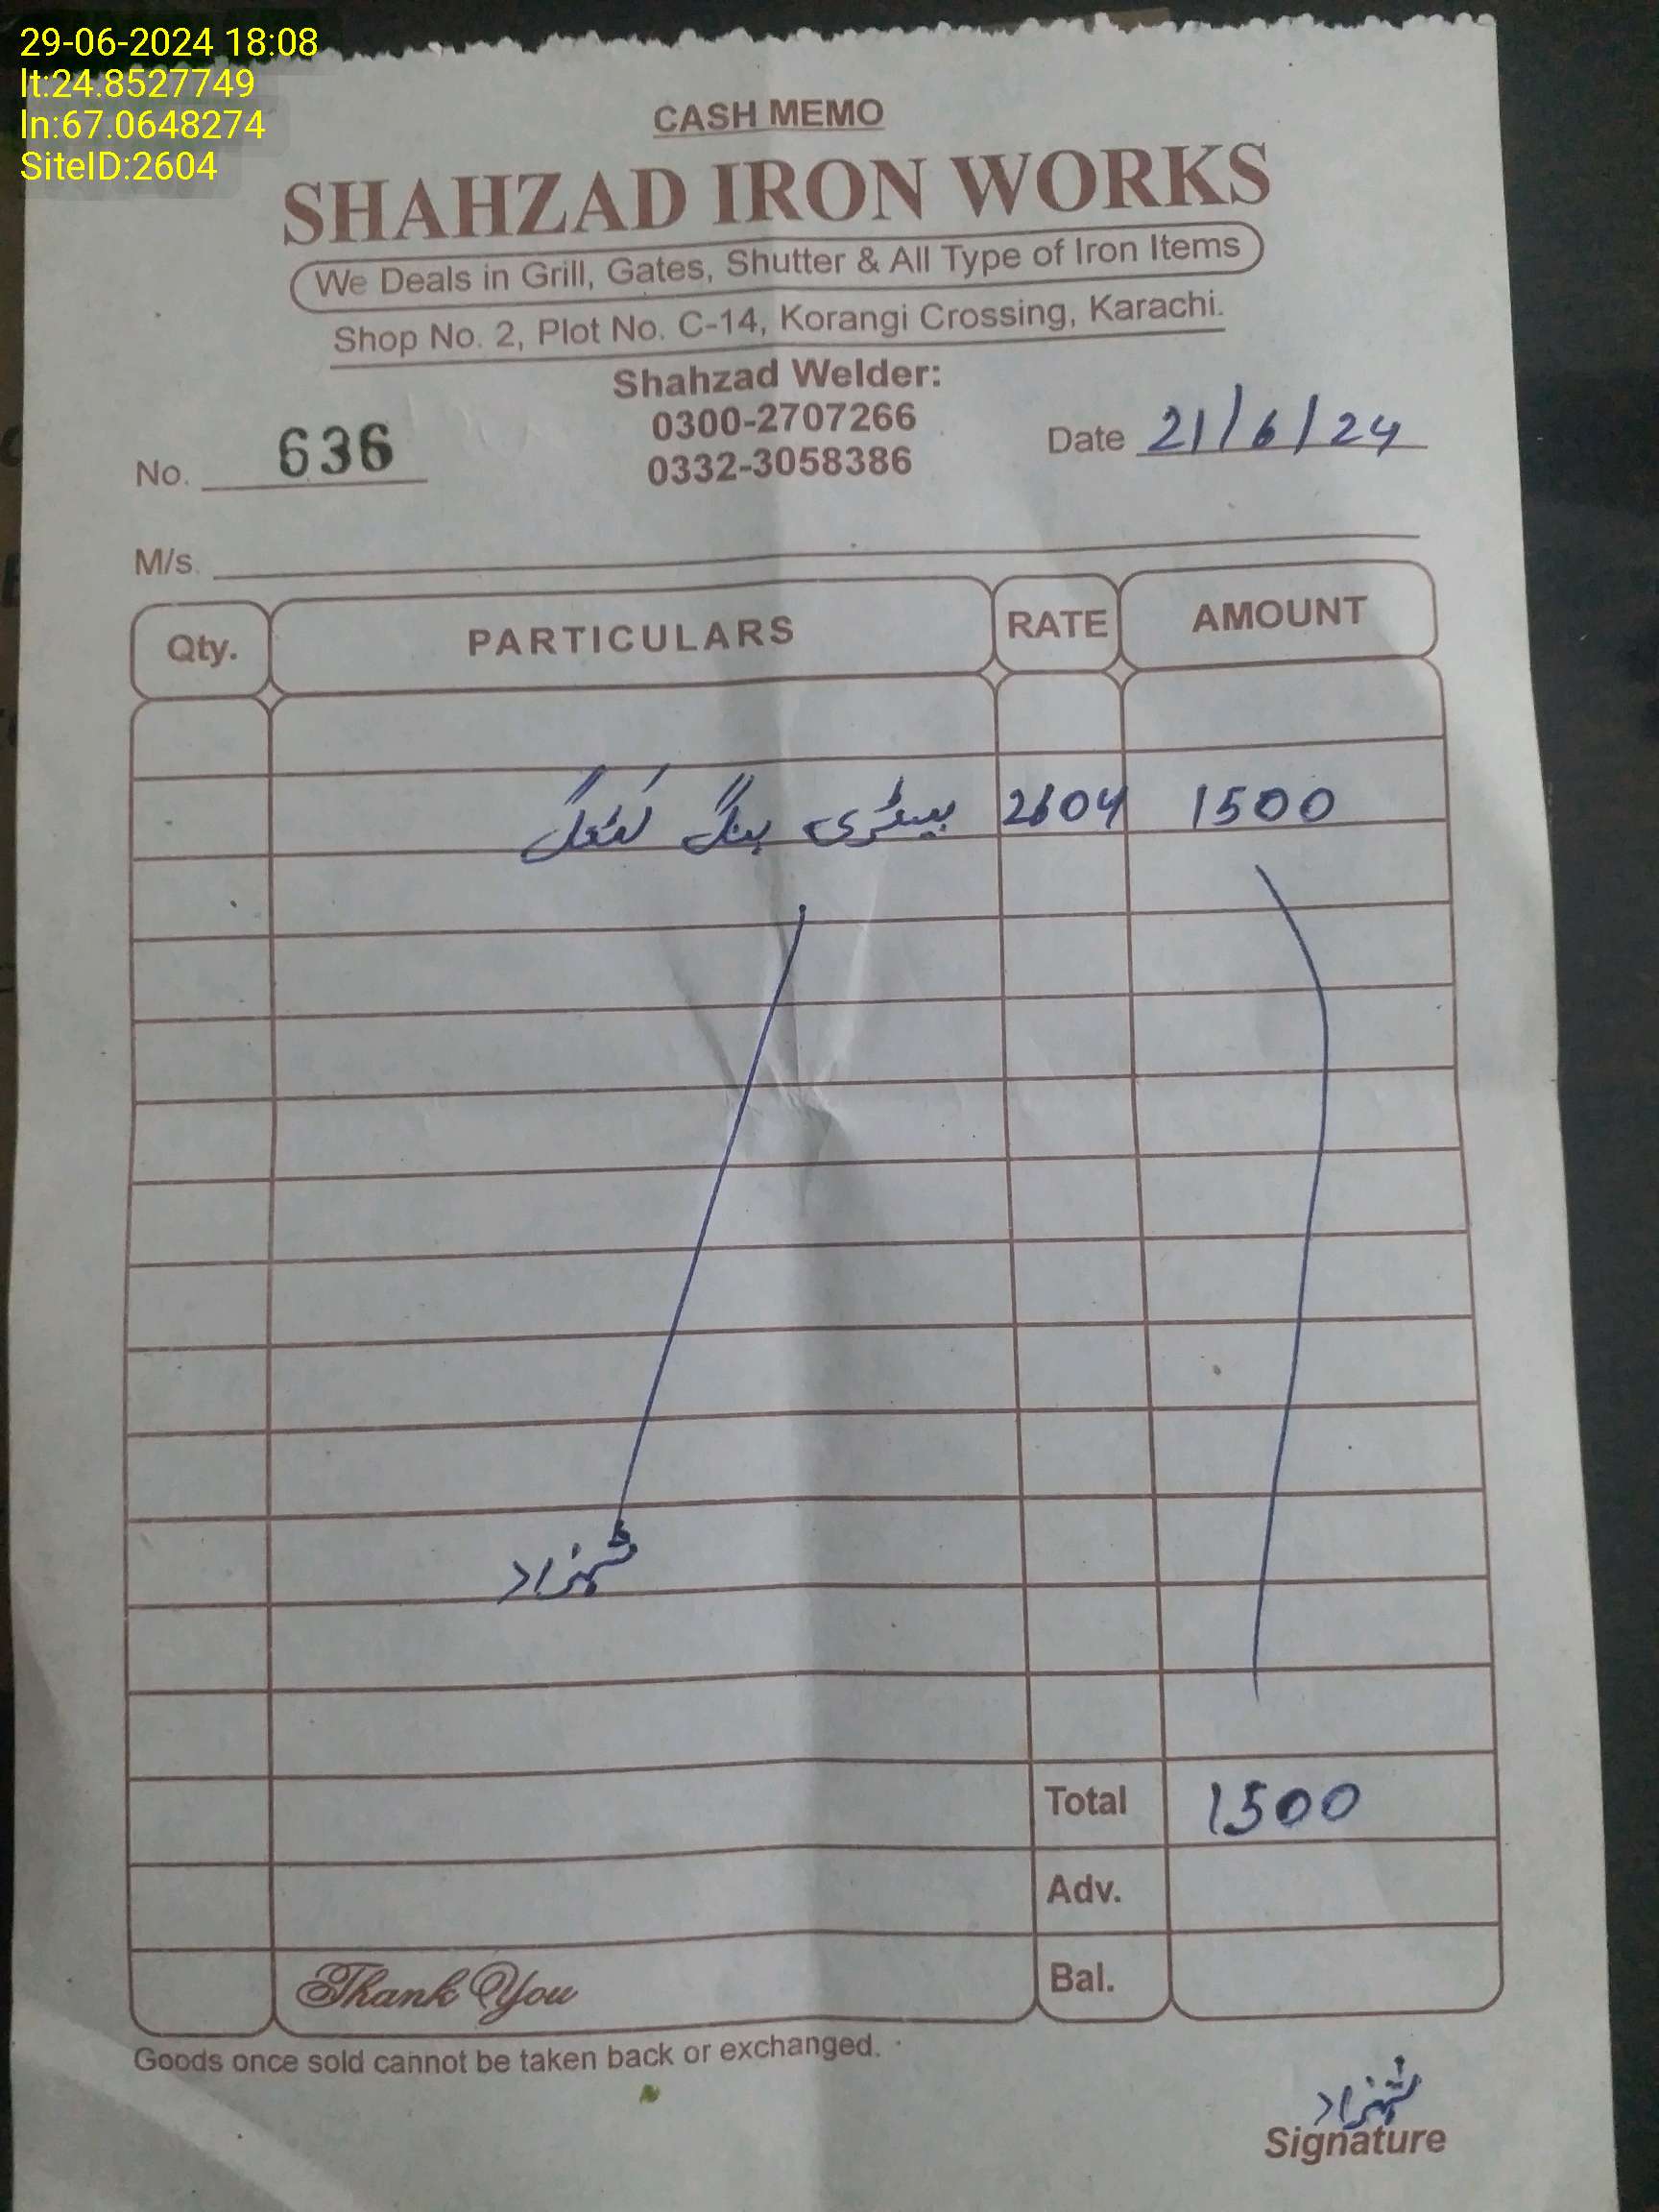 29-06-2024 18:08
lt:24.8527749
ln:67.0648274
SiteID:2604
CASH MEMO
SHAHZAD IRON WORKS
We Deals in Grill, Gates, Shutter & All Type of Iron Items
Shop No. 2, Plot No. C-14, Korangi Crossing, Karachi.
Shahzad Welder:
0300-2707266
0332-3058386
No. 636
Date 21/6/24
M/s.
Qty. PARTICULARS RATE AMOUNT
بیٹری 2604 1500
شہزاد
Total 1500
Adv.
Bal.
Thank You
Goods once sold cannot be taken back or exchanged.
شہزاد
Signature